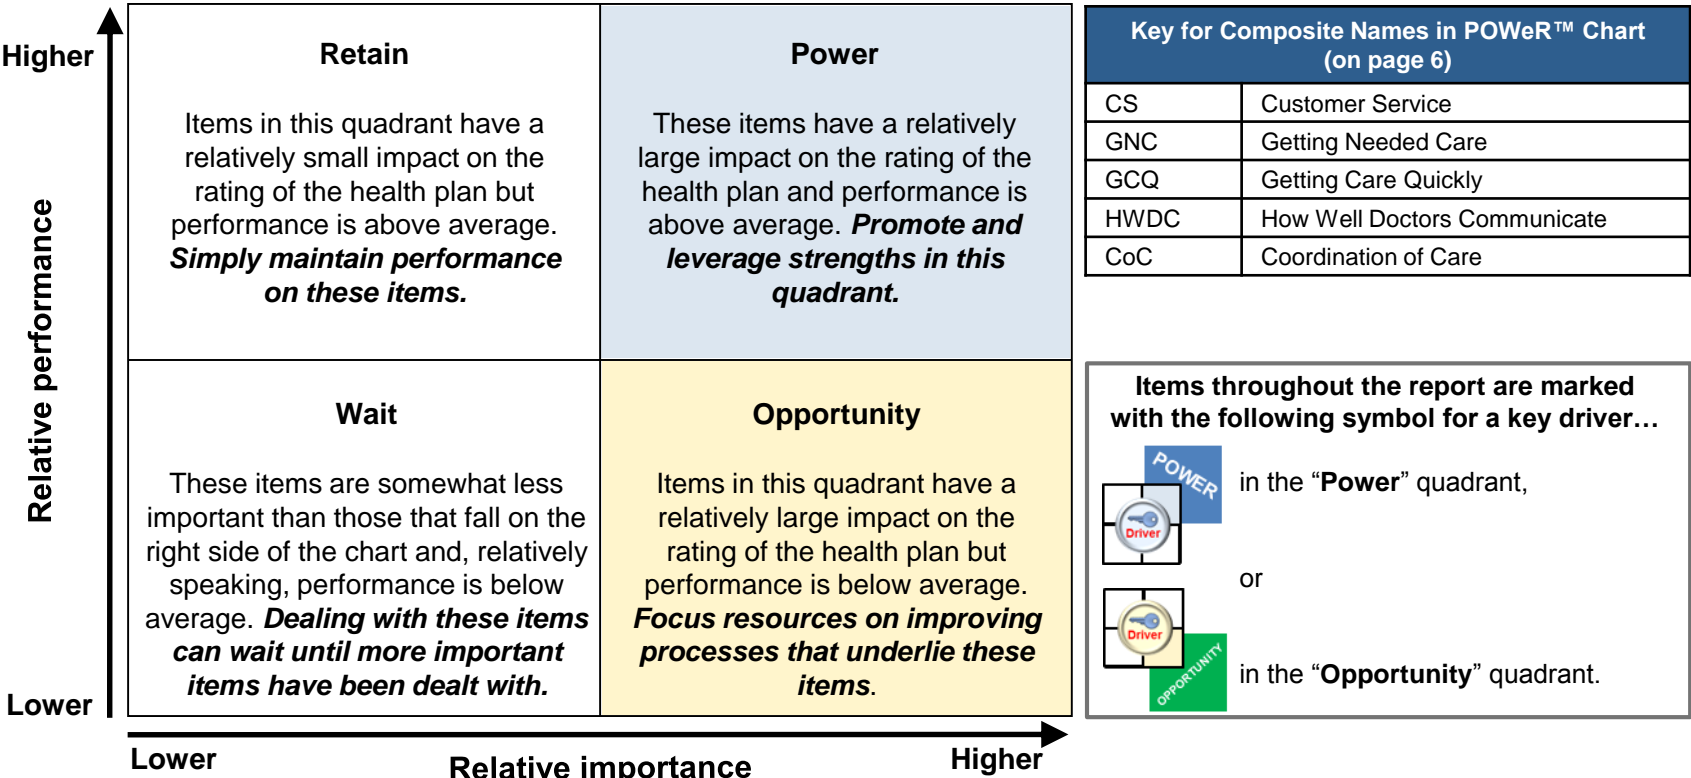 Higher
Relative performance
Lower
Retain
Items in this quadrant have a
relatively small impact on the
rating of the health plan but
performance is above average.
Simply maintain performance
on these items.
Power
These items have a relatively
large impact on the rating of the
health plan and performance is
above average. Promote and
leverage strengths in this
quadrant.
Wait
These items are somewhat less
important than those that fall on the
right side of the chart and, relatively
speaking, performance is below
average. Dealing with these items
can wait until more important
items have been dealt with.
Opportunity
Items in this quadrant have a
relatively large impact on the
rating of the health plan but
performance is below average.
Focus resources on improving
processes that underlie these
items.
Lower
Relative importance
Higher
Key for Composite Names in POWeR™ Chart
(on page 6)
CS Customer Service
GNC Getting Needed Care
GCQ Getting Care Quickly
HWDC How Well Doctors Communicate
CoC Coordination of Care
Items throughout the report are marked
with the following symbol for a key driver…
POWER
Driver
in the “Power” quadrant,
or
Driver
OPPORTUNITY
in the “Opportunity” quadrant.